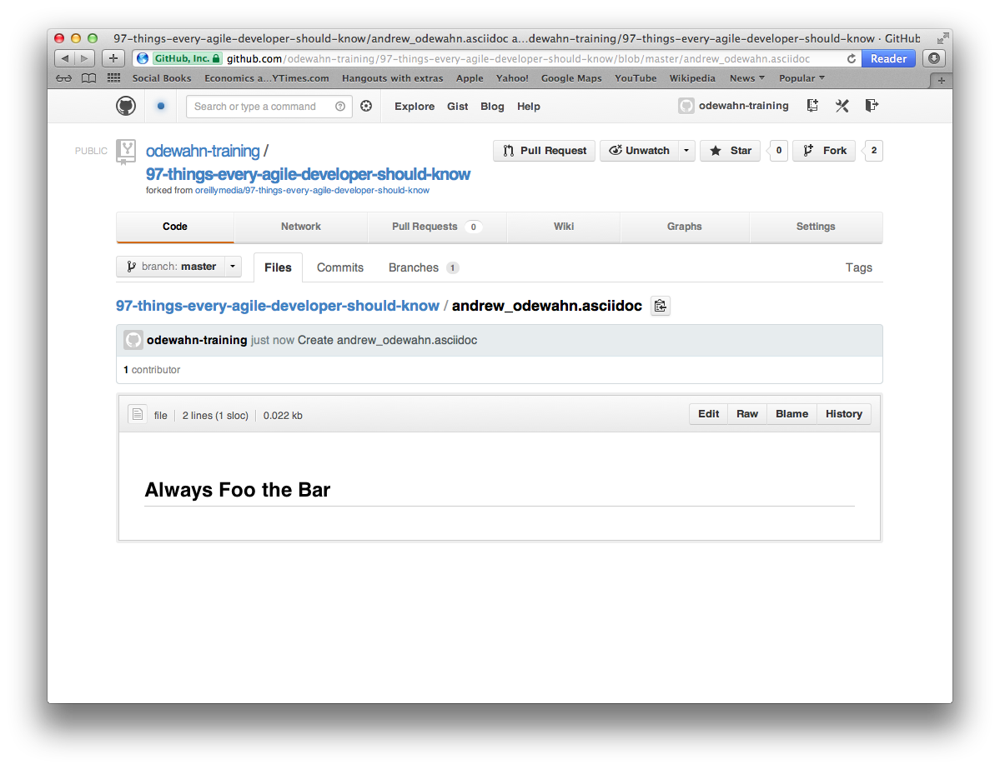 97-things-every-agile-developer-should-know/andrew_odewahn.asciidoc a...dewahn-training/97-things-every-agile-developer-should-know · GitHub
GitHub, Inc. github.com/odewahn-training/97-things-every-agile-developer-should-know/blob/master/andrew_odewahn.asciidoc Reader
Social Books Economics a...YTimes.com Hangouts with extras Apple Yahoo! Google Maps YouTube Wikipedia News Popular
Search or type a command Explore Gist Blog Help odewahn-training
PUBLIC odewahn-training / Pull Request Unwatch Star 0 Fork 2
97-things-every-agile-developer-should-know
forked from oreillymedia/97-things-every-agile-developer-should-know
Code Network Pull Requests 0 Wiki Graphs Settings
branch: master Files Commits Branches 1 Tags
97-things-every-agile-developer-should-know / andrew_odewahn.asciidoc
odewahn-training just now Create andrew_odewahn.asciidoc
1 contributor
file 2 lines (1 sloc) 0.022 kb Edit Raw Blame History
Always Foo the Bar